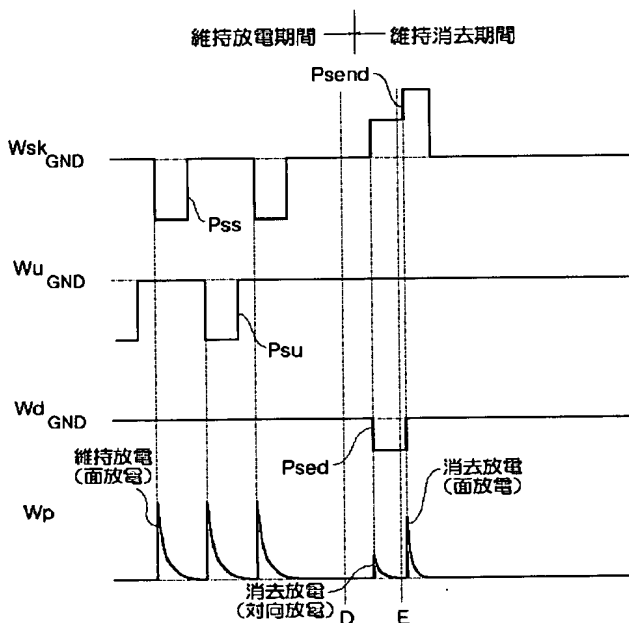 維持放電期間 維持消去期間
Psend
Wsk GND
Pss
Wu GND
Psu
Wd GND
Psed
維持放電
(面放電)
消去放電
(面放電)
Wp
消去放電
(対向放電)
D E